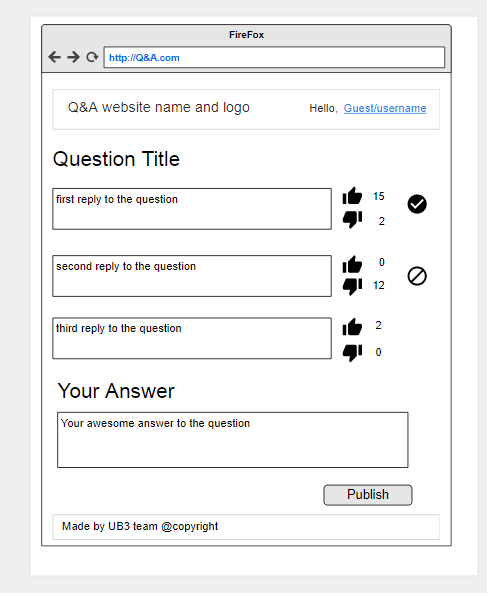 FireFox
http://Q&A.com
Q&A website name and logo
Hello, Guest/username
Question Title
first reply to the question
15
2
second reply to the question
0
12
third reply to the question
2
0
Your Answer
Your awesome answer to the question
Publish
Made by UB3 team @copyright